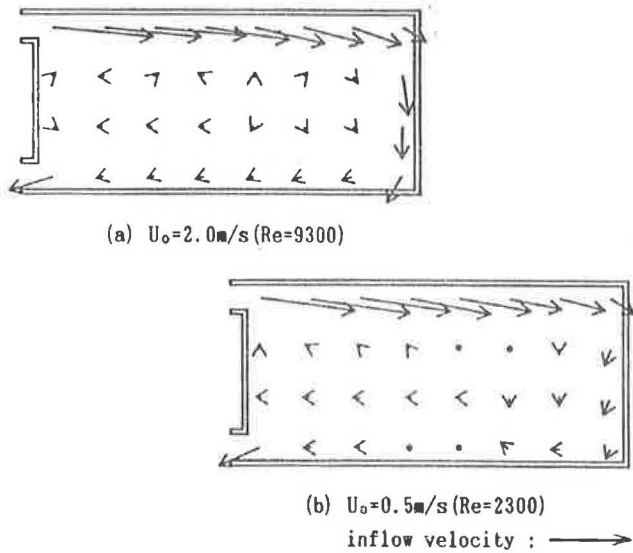 (a) U₀=2.0m/s(Re=9300)
(b) U₀=0.5m/s(Re=2300)
inflow velocity :